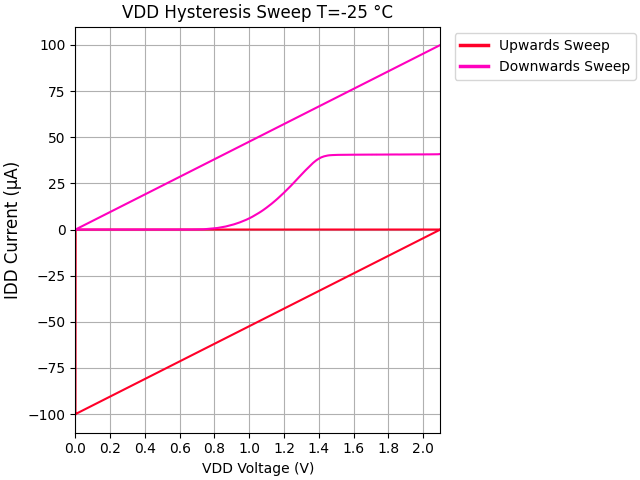 VDD Hysteresis Sweep T=-25 °C
Upwards Sweep
Downwards Sweep
IDD Current (μA)
100
75
50
25
0
−25
−50
−75
−100
0.0 0.2 0.4 0.6 0.8 1.0 1.2 1.4 1.6 1.8 2.0
VDD Voltage (V)